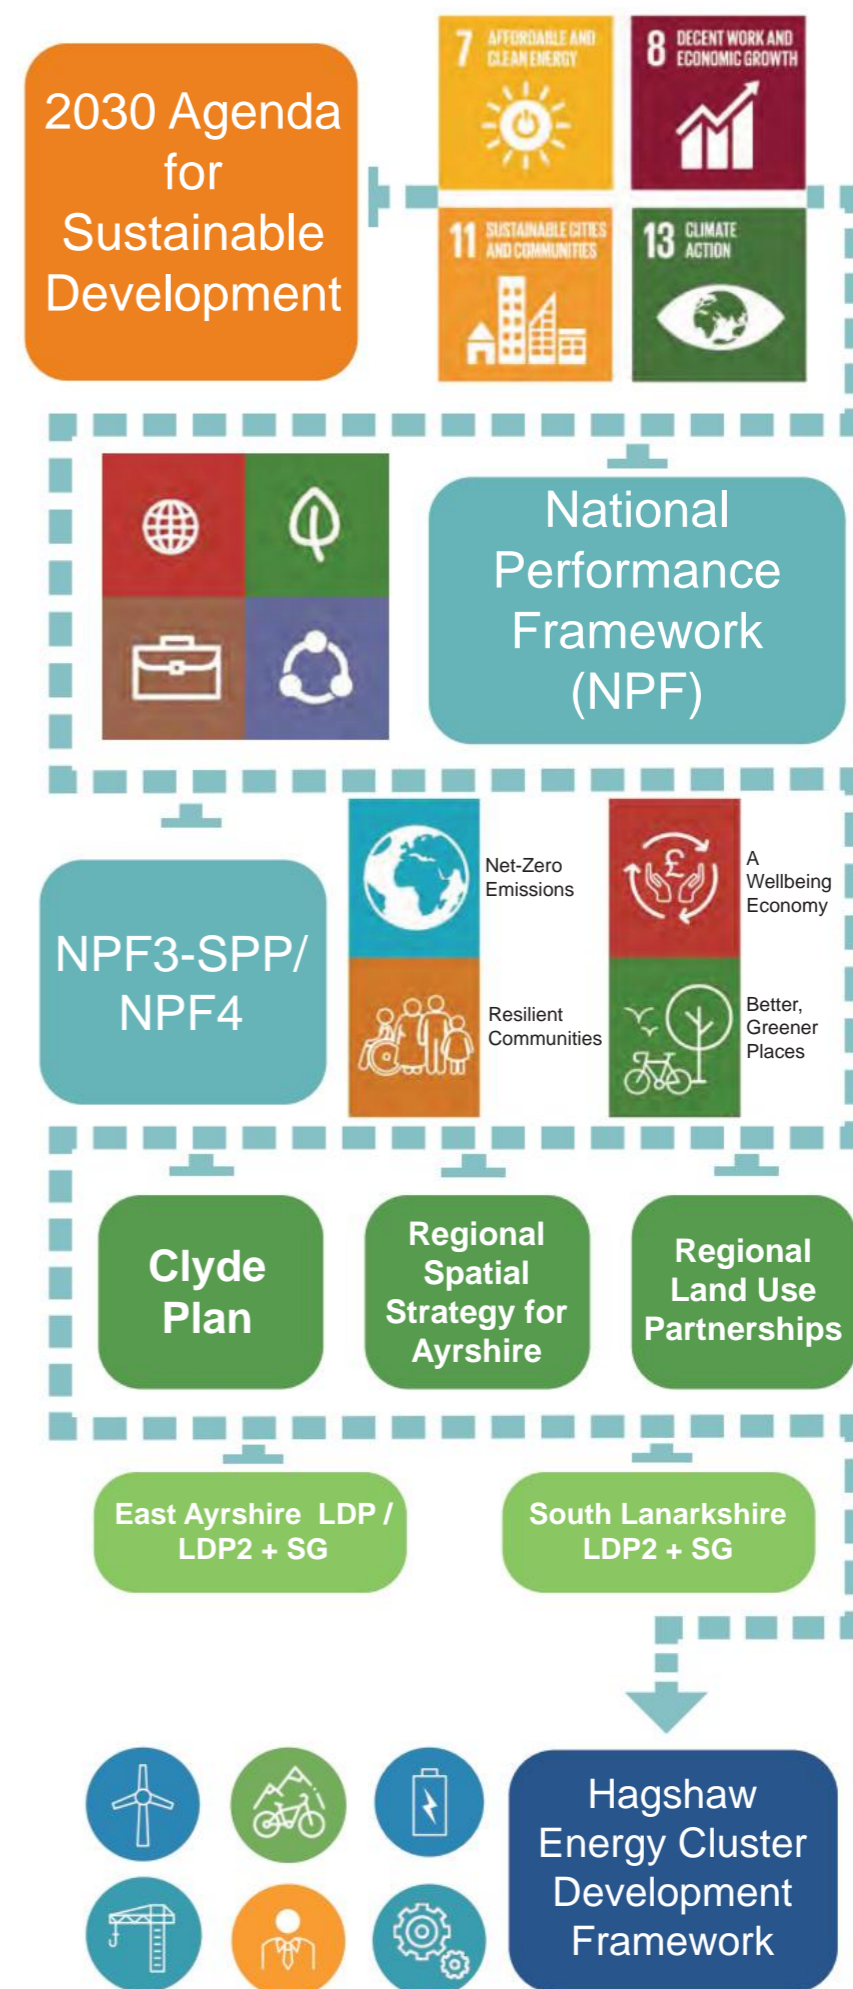 2030 Agenda
for
Sustainable
Development
7 AFFORDABLE AND
CLEAN ENERGY
8 DECENT WORK AND
ECONOMIC GROWTH
11 SUSTAINABLE CITIES
AND COMMUNITIES
13 CLIMATE
ACTION
National
Performance
Framework
(NPF)
NPF3-SPP/
NPF4
Net-Zero
Emissions
£
A
Wellbeing
Economy
Resilient
Communities
Better,
Greener
Places
Clyde
Plan
Regional
Spatial
Strategy for
Ayrshire
Regional
Land Use
Partnerships
East Ayrshire LDP /
LDP2 + SG
South Lanarkshire
LDP2 + SG
Hagshaw
Energy Cluster
Development
Framework